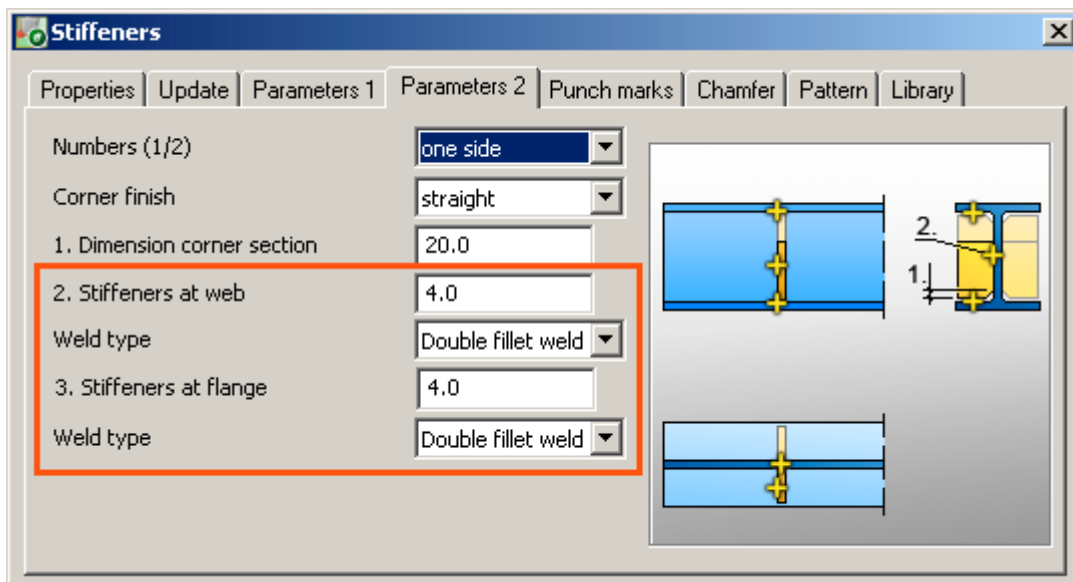 Stiffeners
Properties Update Parameters 1 Parameters 2 Punch marks Chamfer Pattern Library
Numbers (1/2) one side
Corner finish straight
1. Dimension corner section 20.0
2. Stiffeners at web 4.0
Weld type Double fillet weld
3. Stiffeners at flange 4.0
Weld type Double fillet weld
2.
1.